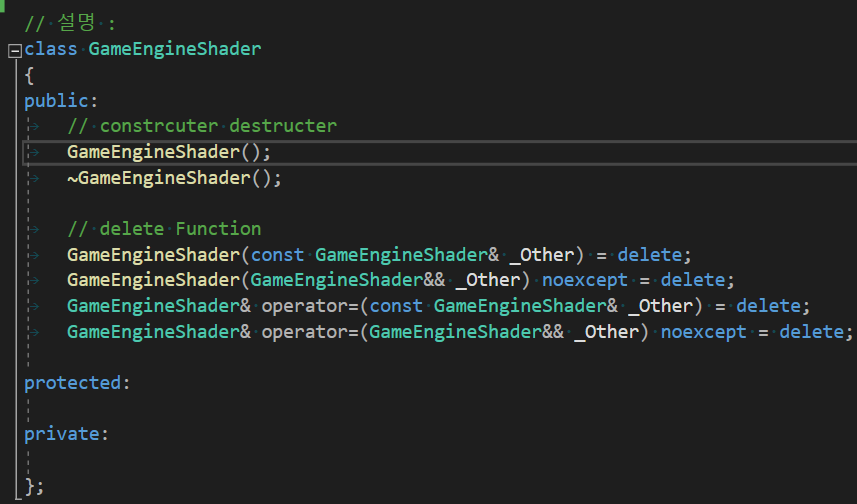 // 설명 :
class GameEngineShader
{
public:
// constrcuter destructer
GameEngineShader();
~GameEngineShader();
// delete Function
GameEngineShader(const GameEngineShader& _Other) = delete;
GameEngineShader(GameEngineShader&& _Other) noexcept = delete;
GameEngineShader& operator=(const GameEngineShader& _Other) = delete;
GameEngineShader& operator=(GameEngineShader&& _Other) noexcept = delete;
protected:
private:
};